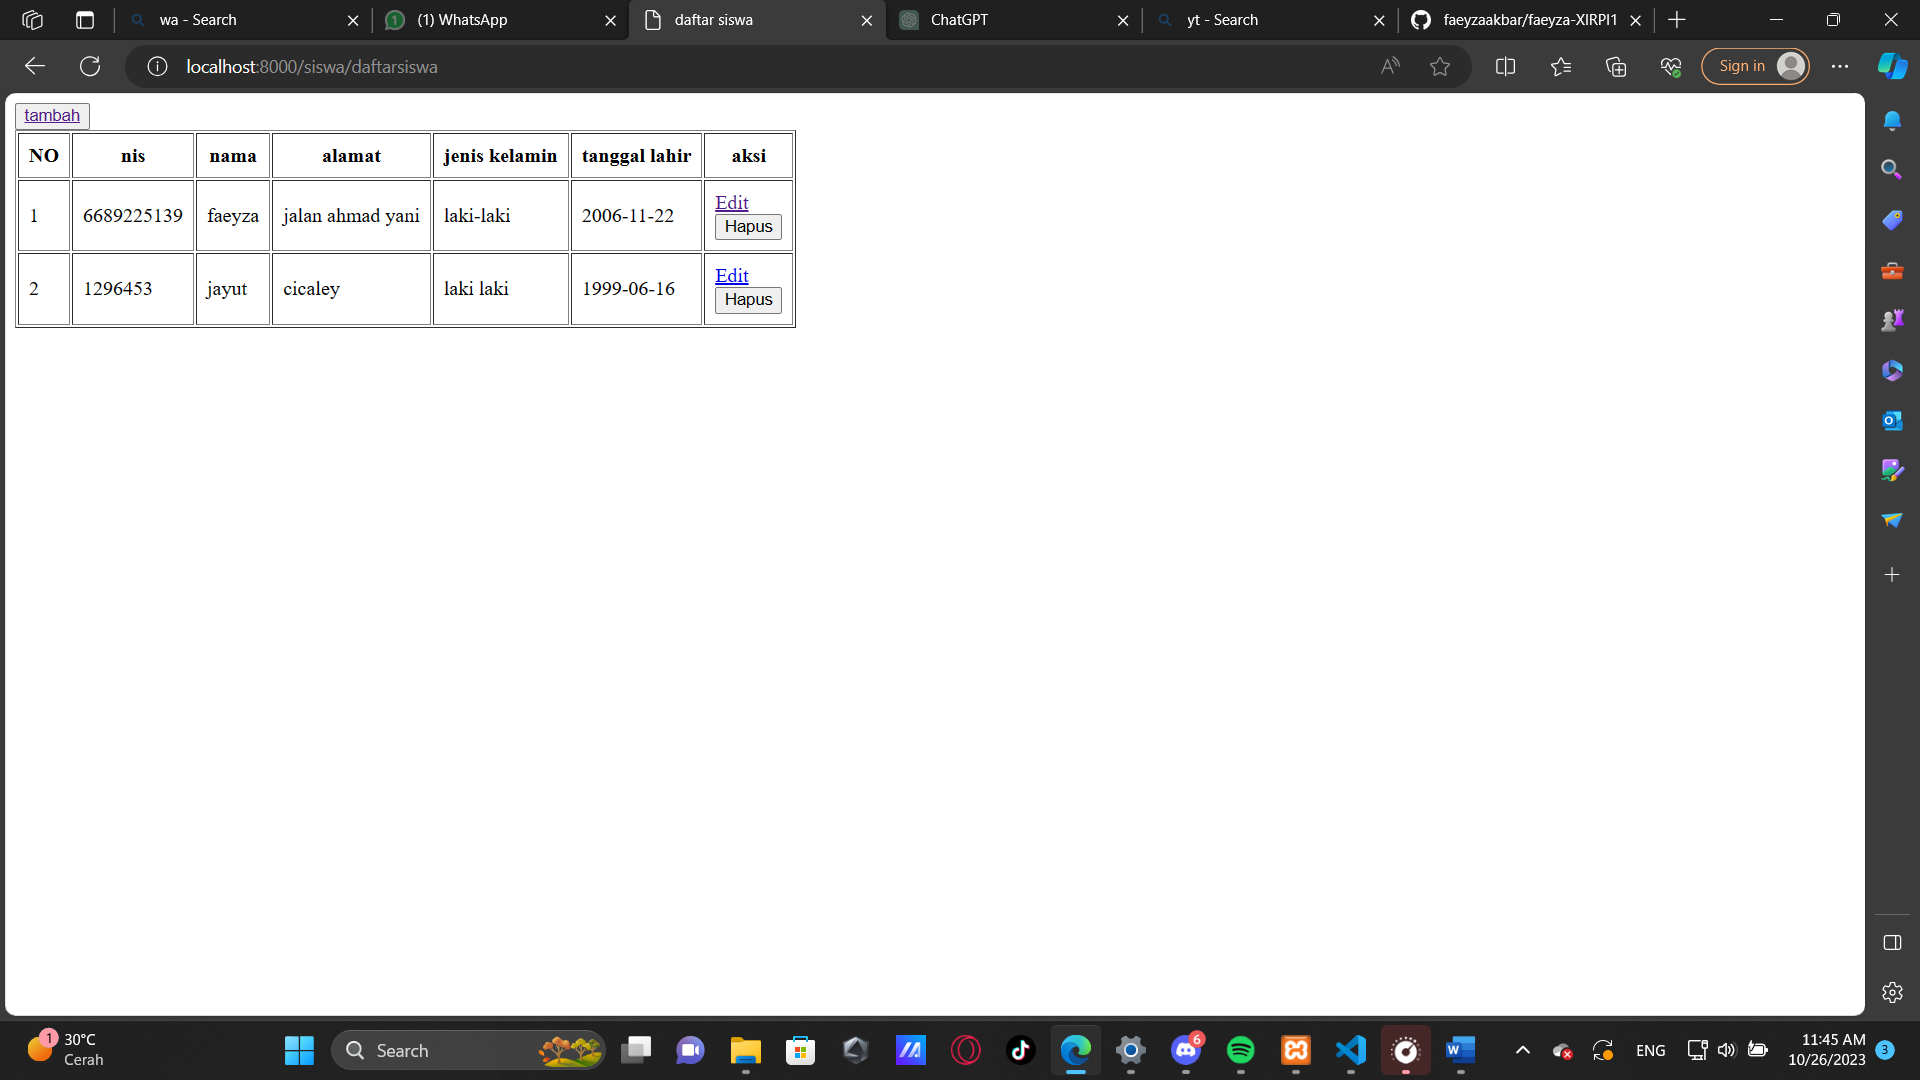 wa - Search
(1) WhatsApp
daftar siswa
ChatGPT
yt - Search
faeyzaakbar/faeyza-XIRPI1
localhost:8000/siswa/daftarsiswa
Sign in
tambah
NO nis nama alamat jenis kelamin tanggal lahir aksi
1 6689225139 faeyza jalan ahmad yani laki-laki 2006-11-22 Edit
Hapus
2 1296453 jayut cicaley laki laki 1999-06-16 Edit
Hapus
1
30°C
Cerah
Search
6
ENG
11:45 AM
10/26/2023
3